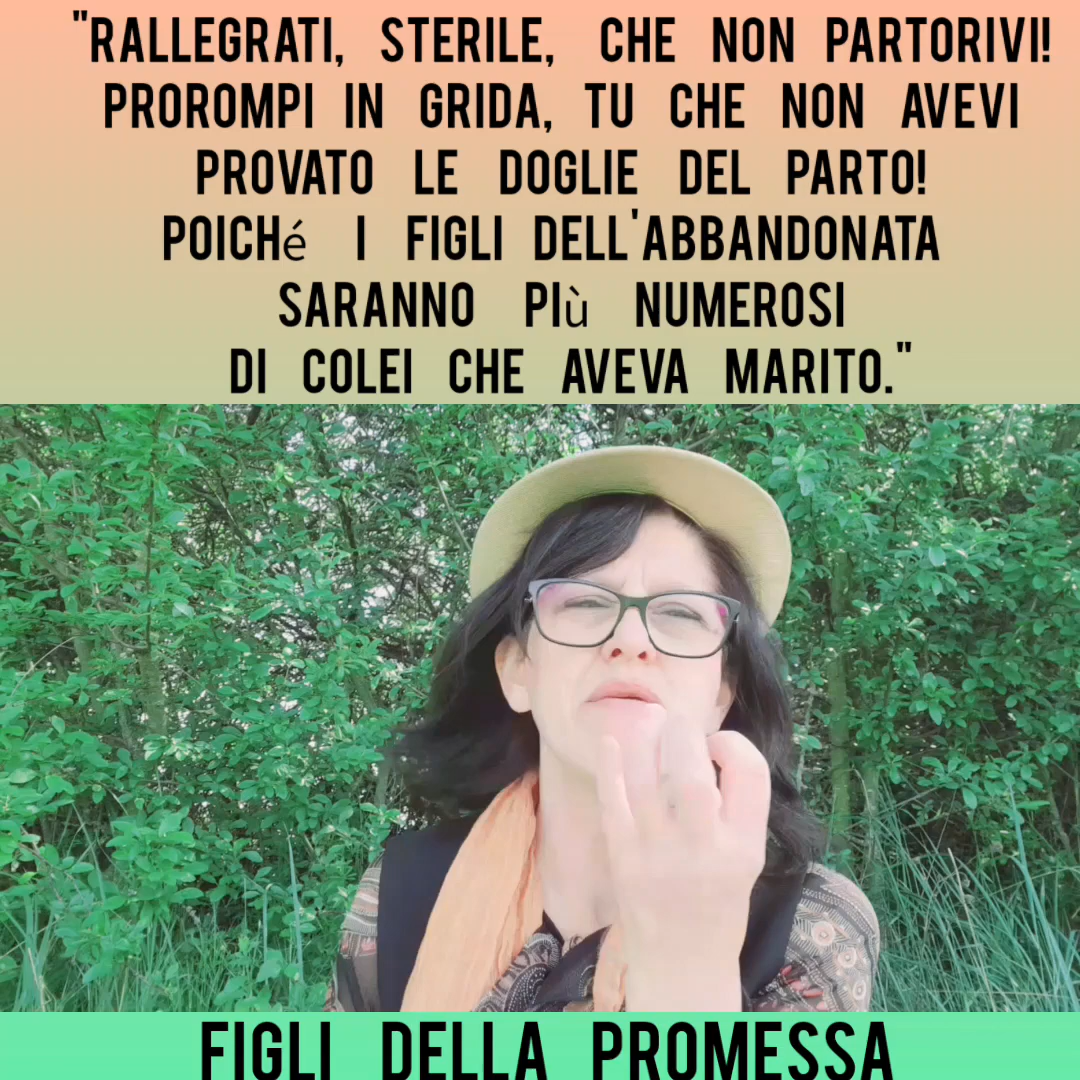 "RALLEGRATI, STERILE, CHE NON PARTORIVI!
PROROMPI IN GRIDA, TU CHE NON AVEVI
PROVATO LE DOGLIE DEL PARTO!
POICHé I FIGLI DELL'ABBANDONATA
SARANNO PIù NUMEROSI
DI COLEI CHE AVEVA MARITO."
FIGLI DELLA PROMESSA